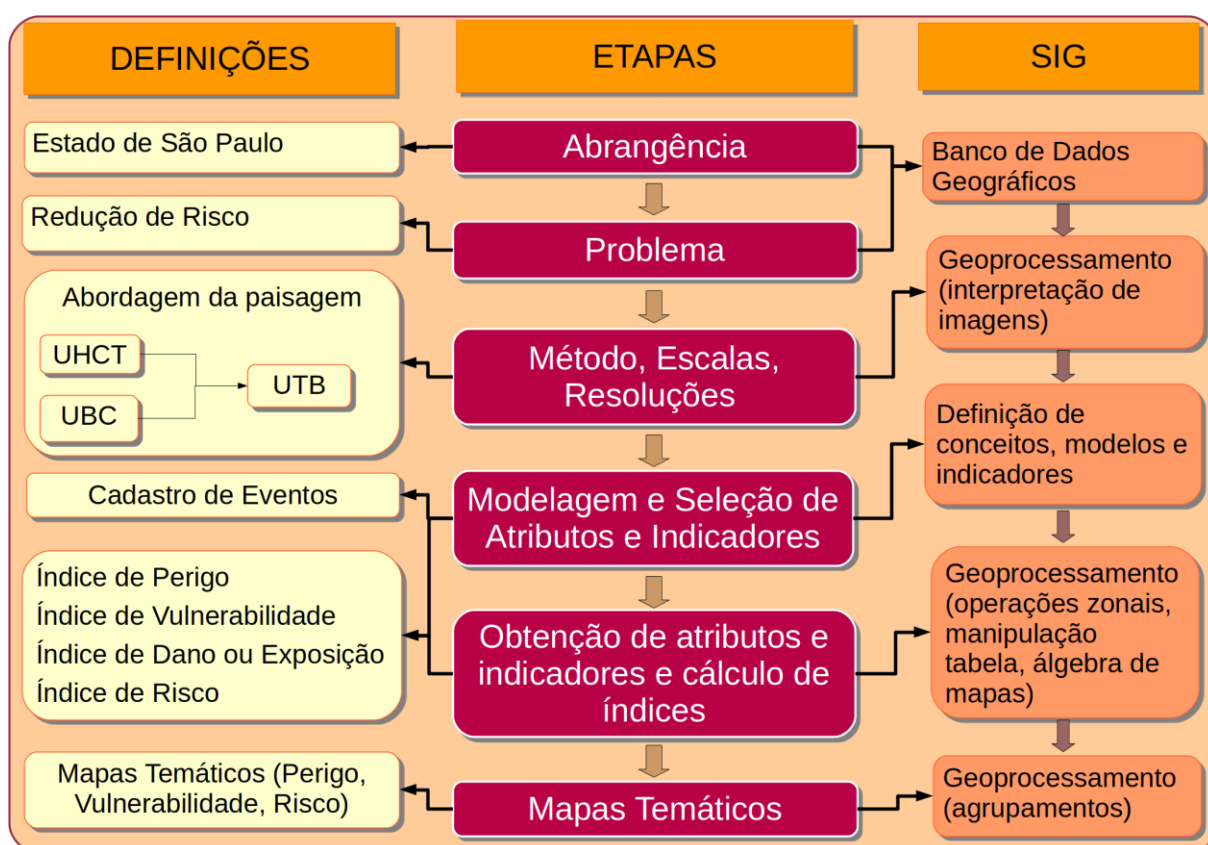 DEFINIÇÕES
Estado de São Paulo
Redução de Risco
Abordagem da paisagem
UHCT
UTB
UBC
Cadastro de Eventos
Índice de Perigo
Índice de Vulnerabilidade
Índice de Dano ou Exposição
Índice de Risco
Mapas Temáticos (Perigo,
Vulnerabilidade, Risco)
ETAPAS
Abrangência
Problema
Método, Escalas,
Resoluções
Modelagem e Seleção de
Atributos e Indicadores
Obtenção de atributos e
indicadores e cálculo de
índices
Mapas Temáticos
SIG
Banco de Dados
Geográficos
Geoprocessamento
(interpretação de
imagens)
Definição de
conceitos, modelos e
indicadores
Geoprocessamento
(operações zonais,
manipulação
tabela, álgebra de
mapas)
Geoprocessamento
(agrupamentos)